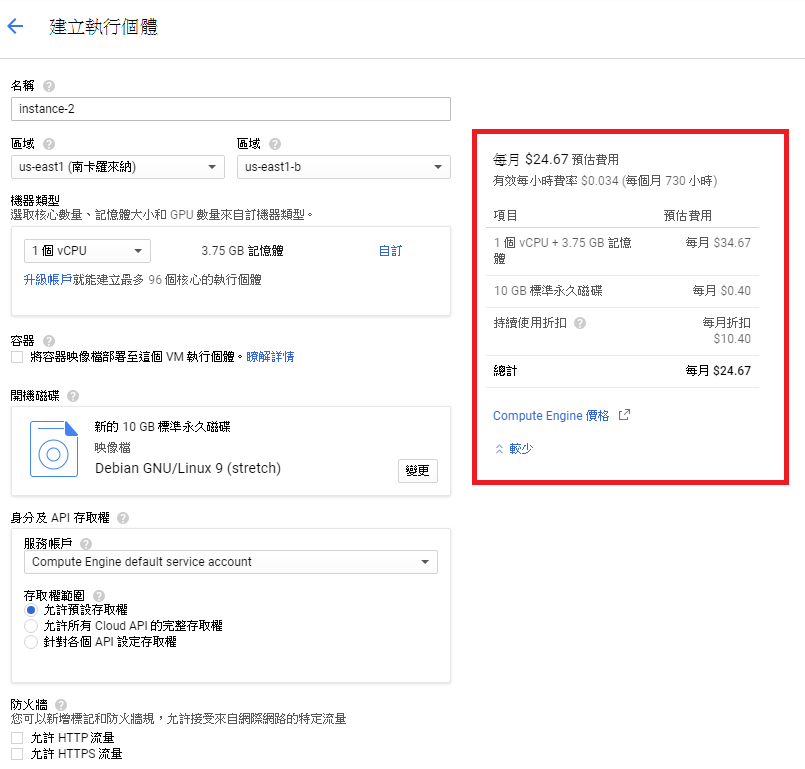 建立執行個體
名稱
instance-2
區域
區域
us-east1 (南卡羅來納)
us-east1-b
機器類型
選取核心數量、記憶體大小和 GPU 數量來自訂機器類型。
1 個 vCPU
3.75 GB 記憶體
自訂
升級帳戶就能建立最多 96 個核心的執行個體
容器
將容器映像檔部署至這個 VM 執行個體。瞭解詳情
開機磁碟
新的 10 GB 標準永久磁碟
映像檔
Debian GNU/Linux 9 (stretch)
變更
身分及 API 存取權
服務帳戶
Compute Engine default service account
存取權範圍
允許預設存取權
允許所有 Cloud API 的完整存取權
針對各個 API 設定存取權
防火牆
您可以新增標記和防火牆規，允許接受來自網際網路的特定流量
允許 HTTP 流量
允許 HTTPS 流量
每月 $24.67 預估費用
有效每小時費率 $0.034 (每個月 730 小時)
項目
預估費用
1 個 vCPU + 3.75 GB 記憶
體
每月 $34.67
10 GB 標準永久磁碟
每月 $0.40
持續使用折扣
每月折扣
$10.40
總計
每月 $24.67
Compute Engine 價格
較少